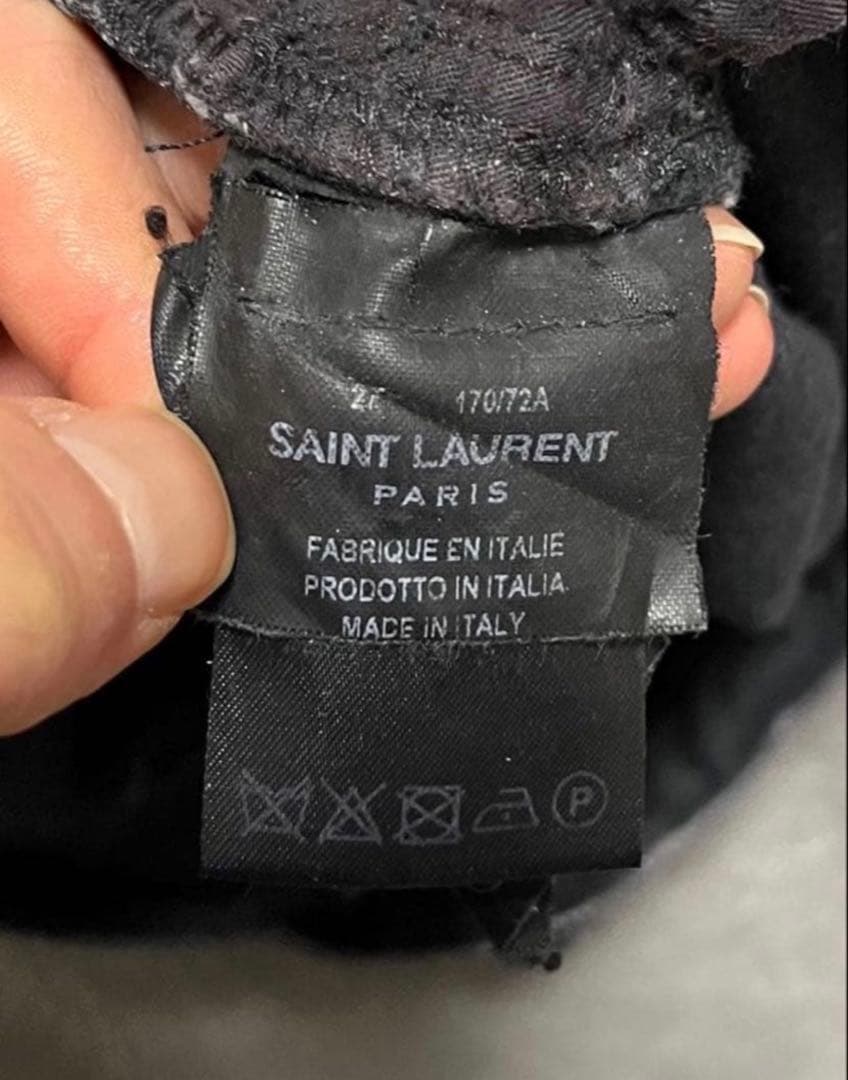 170/72A
SAINT LAURENT
PARIS
FABRIQUE EN ITALIE
PRODOTTO IN ITALIA
MADE IN ITALY
P